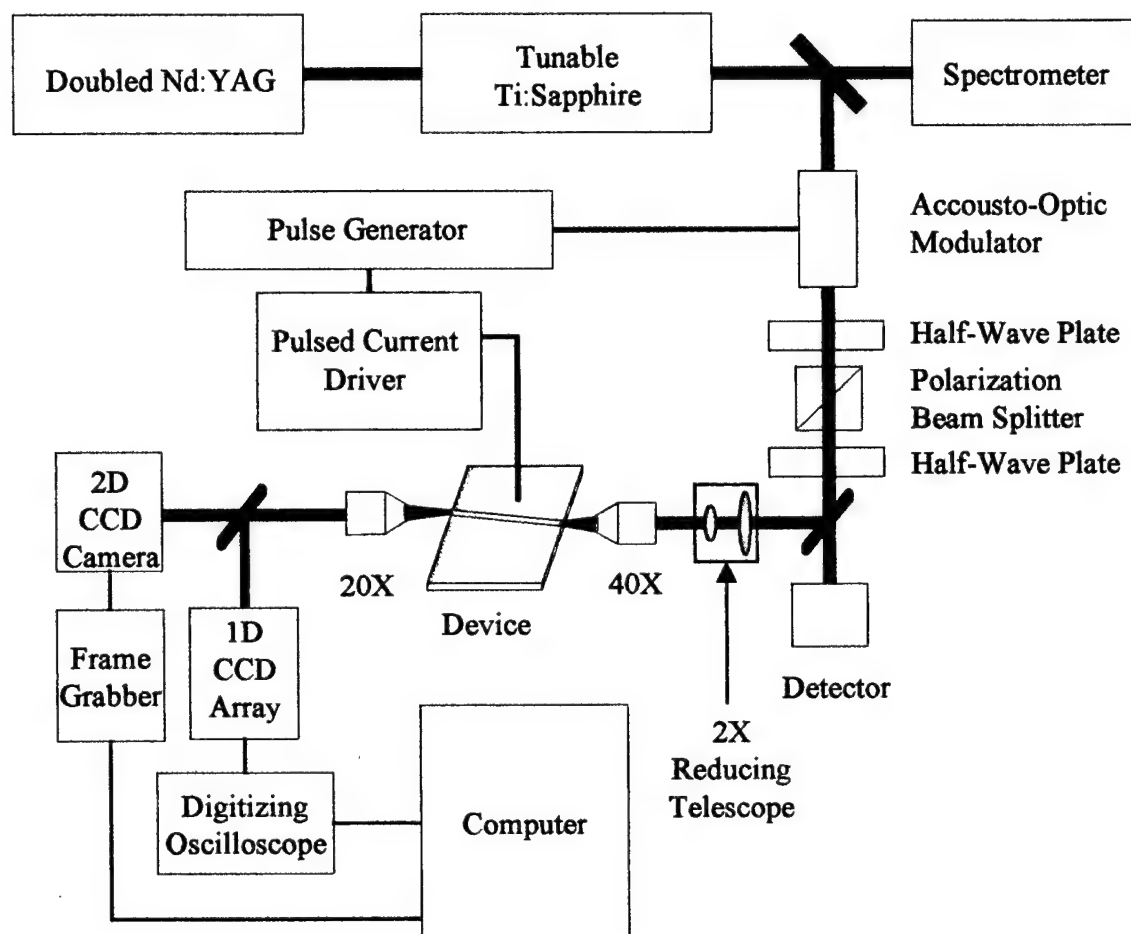 Doubled Nd:YAG
Tunable
Ti:Sapphire
Spectrometer
Pulse Generator
Accousto-Optic
Modulator
Pulsed Current
Driver
Half-Wave Plate
Polarization
Beam Splitter
Half-Wave Plate
2D
CCD
Camera
20X
Device
40X
Frame
Grabber
1D
CCD
Array
Detector
2X
Reducing
Telescope
Digitizing
Oscilloscope
Computer